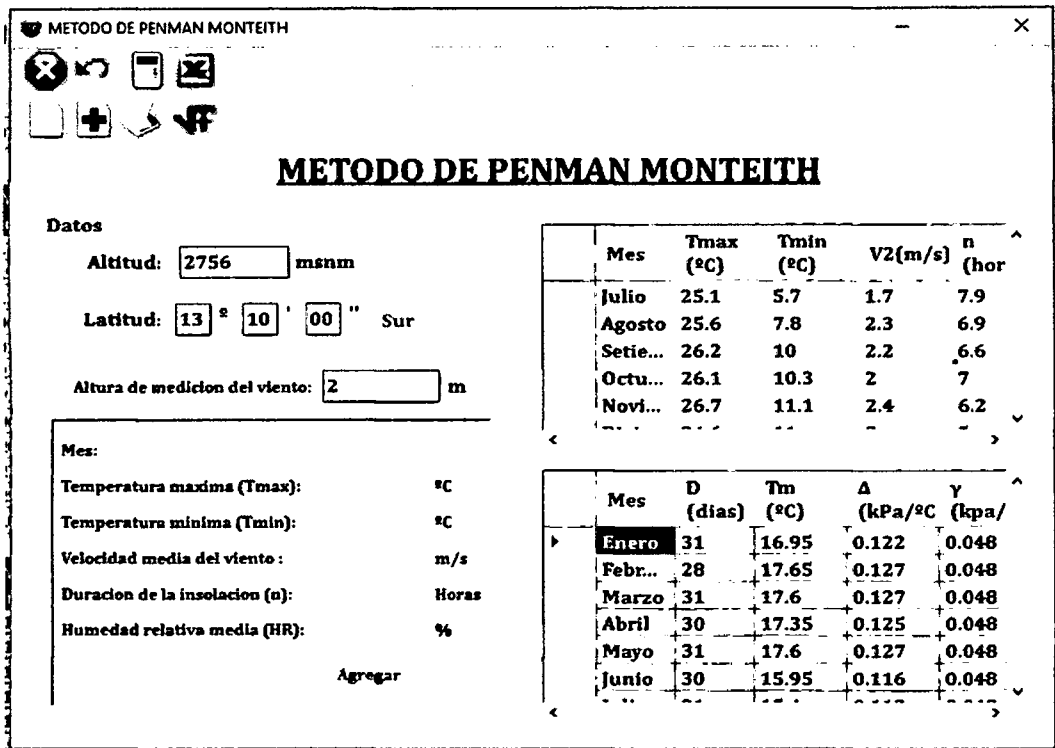 METODO DE PENMAN MONTEITH
METODO DE PENMAN MONTEITH
Datos
Altitud: 2756 msnm
Latitud: 13 º 10 ' 00 " Sur
Altura de medicion del viento: 2 m
Mes:
Temperatura maxima (Tmax): ºC
Temperatura minima (Tmin): ºC
Velocidad media del viento : m/s
Duracion de la insolacion (n): Horas
Humedad relativa media (HR): %
Agregar
Mes Tmax (ºC) Tmin (ºC) V2(m/s) n (hor
Julio 25.1 5.7 1.7 7.9
Agosto 25.6 7.8 2.3 6.9
Setie... 26.2 10 2.2 6.6
Octu... 26.1 10.3 2 7
Novi... 26.7 11.1 2.4 6.2
Mes D (dias) Tm (ºC) Δ (kPa/ºC γ (kpa/
Enero 31 16.95 0.122 0.048
Febr... 28 17.65 0.127 0.048
Marzo 31 17.6 0.127 0.048
Abril 30 17.35 0.125 0.048
Mayo 31 17.6 0.127 0.048
Junio 30 15.95 0.116 0.048